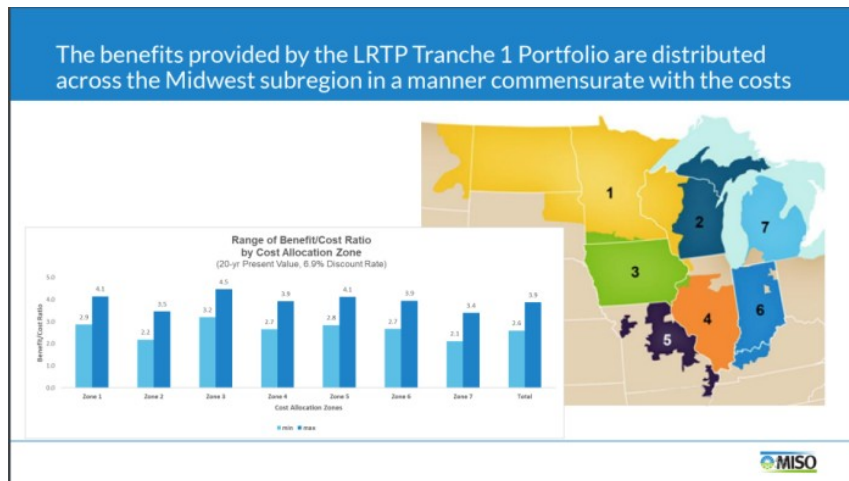 The benefits provided by the LRTP Tranche 1 Portfolio are distributed
across the Midwest subregion in a manner commensurate with the costs
Range of Benefit/Cost Ratio
by Cost Allocation Zone
(20-yr Present Value, 6.9% Discount Rate)
Benefit/Cost Ratio
5.0
4.0
3.0
2.0
1.0
0.0
2.9 4.1 2.2 3.5 3.2 4.5 2.7 3.9 2.8 4.1 2.7 3.9 2.1 3.4 2.6 3.9
Zone 1 Zone 2 Zone 3 Zone 4 Zone 5 Zone 6 Zone 7 Total
Cost Allocation Zones
min max
1
2
7
3
4
6
5
MISO